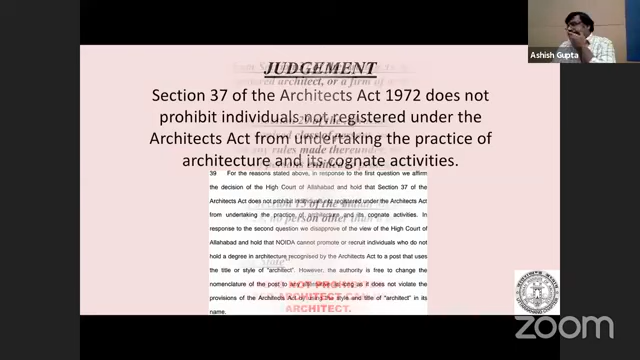 Ashish Gupta
JUDGEMENT
Section 37 of the Architects Act 1972 does not
prohibit individuals not registered under the
Architects Act from undertaking the practice of
architecture and its cognate activities.
39 For the reasons stated above, in response to the first question we affirm
the decision of the High Court of Allahabad and hold that Section 37 of the
Architects Act does not prohibit individuals not registered under the Architects Act
from undertaking the practice of architecture and its cognate activities. In
response to the second question we disapprove of the view of the High Court of
Allahabad and hold that NOIDA cannot promote or recruit individuals who do not
hold a degree in architecture recognised by the Architects Act to a post that uses
the title or style of "architect". However, the authority is free to change the
nomenclature of the post to as long as it does not violate the
provisions of the Architects Act by using the style and title of "architect" in its
name.
NOT PRO
ARCHITECT
ARCHITECT.
zoom